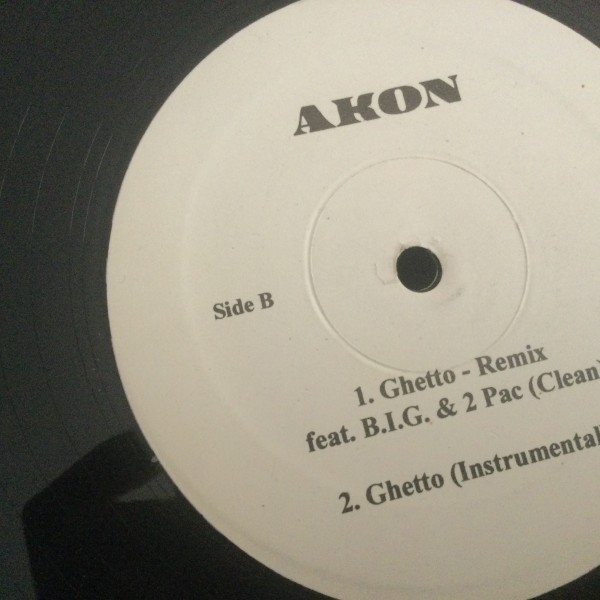 AKON
Side B
1. Ghetto - Remix
feat. B.I.G. & 2 Pac (Clean)
2. Ghetto (Instrumental